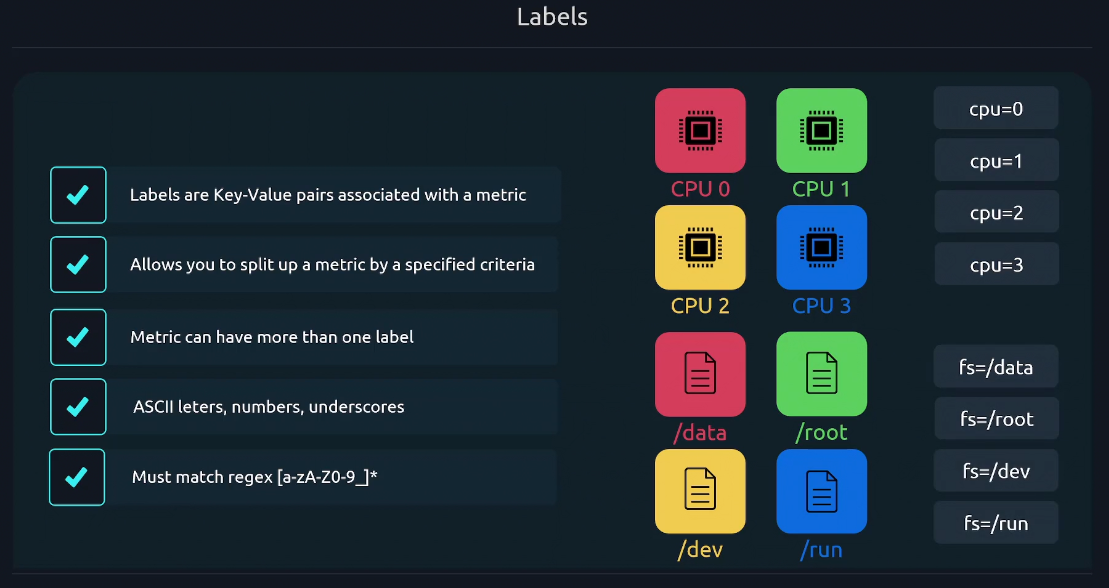 Labels
Labels are Key-Value pairs associated with a metric
Allows you to split up a metric by a specified criteria
Metric can have more than one label
ASCII leters, numbers, underscores
Must match regex [a-zA-Z0-9_]*
CPU 0
CPU 1
CPU 2
CPU 3
/data
/root
/dev
/run
cpu=0
cpu=1
cpu=2
cpu=3
fs=/data
fs=/root
fs=/dev
fs=/run